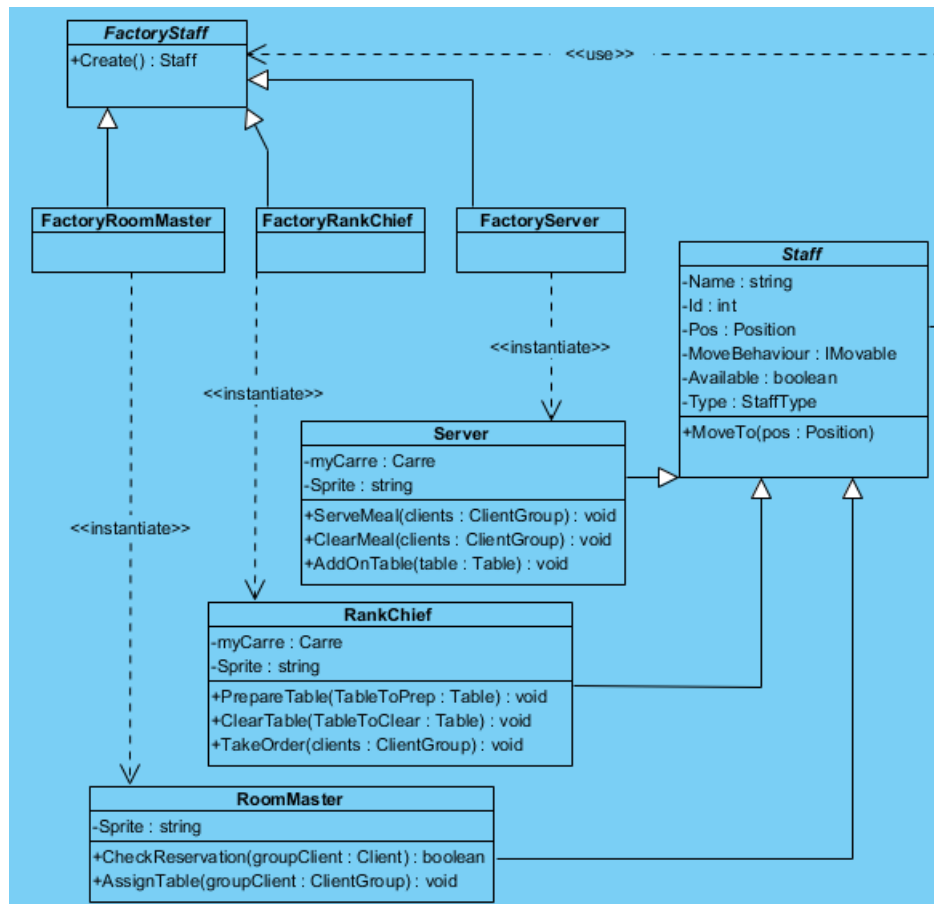 FactoryStaff
+Create() : Staff
<<use>>
FactoryRoomMaster
FactoryRankChief
FactoryServer
Staff
-Name : string
-Id : int
-Pos : Position
-MoveBehaviour : IMovable
-Available : boolean
-Type : StaffType
+MoveTo(pos : Position)
<<instantiate>>
<<instantiate>>
<<instantiate>>
Server
-myCarre : Carre
-Sprite : string
+ServeMeal(clients : ClientGroup) : void
+ClearMeal(clients : ClientGroup) : void
+AddOnTable(table : Table) : void
RankChief
-myCarre : Carre
-Sprite : string
+PrepareTable(TableToPrep : Table) : void
+ClearTable(TableToClear : Table) : void
+TakeOrder(clients : ClientGroup) : void
RoomMaster
-Sprite : string
+CheckReservation(groupClient : Client) : boolean
+AssignTable(groupClient : ClientGroup) : void